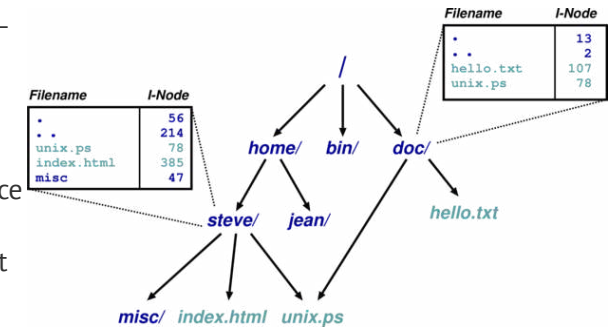 Filename I-Node
. 13
. . 2
hello.txt 107
unix.ps 78
/
Filename I-Node
. 56
. . 214
unix.ps 78
index.html 385
misc 47
home/ bin/ doc/
ce
steve/ jean/ hello.txt
t
misc/ index.html unix.ps